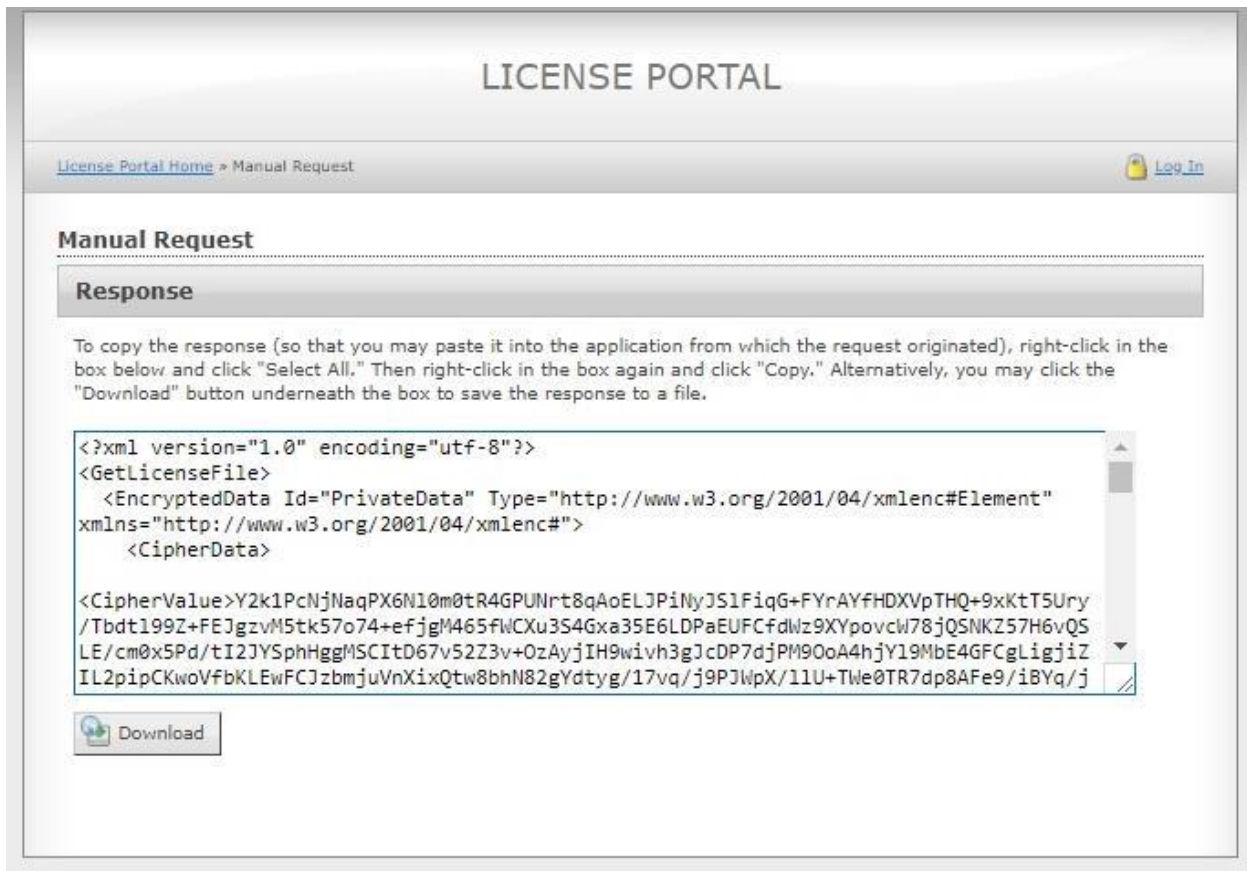 LICENSE PORTAL
License Portal Home » Manual Request
Log In
Manual Request
Response
To copy the response (so that you may paste it into the application from which the request originated), right-click in the
box below and click "Select All." Then right-click in the box again and click "Copy." Alternatively, you may click the
"Download" button underneath the box to save the response to a file.
<?xml version="1.0" encoding="utf-8"?>
<GetLicenseFile>
<EncryptedData Id="PrivateData" Type="http://www.w3.org/2001/04/xmlenc#Element"
xmlns="http://www.w3.org/2001/04/xmlenc#">
<CipherData>
<CipherValue>Y2k1PcNjNaqPX6Nl0m0tR4GPUNrt8qAoELJPiNyJSlFiqG+FYrAYfHDXVpTHQ+9xKtT5Ury
/Tbdtl99Z+FEJgzvM5tk57o74+efjgM465fWCXu3S4Gxa35E6LDPaEUFCfdWz9XYpovcW78jQSNKZ57H6vQS
LE/cm0x5Pd/tI2JYSphHggMSCItD67v52Z3v+OzAyjIH9wivh3gJcDP7djPM9OoA4hjYl9MbE4GFCgLigjiZ
IL2pipCKwoVfbKLEwFCJzbmjuVnXixQtw8bhN82gYdtyg/17vq/j9PJWpX/llU+TWe0TR7dp8AFe9/iBYq/j
Download